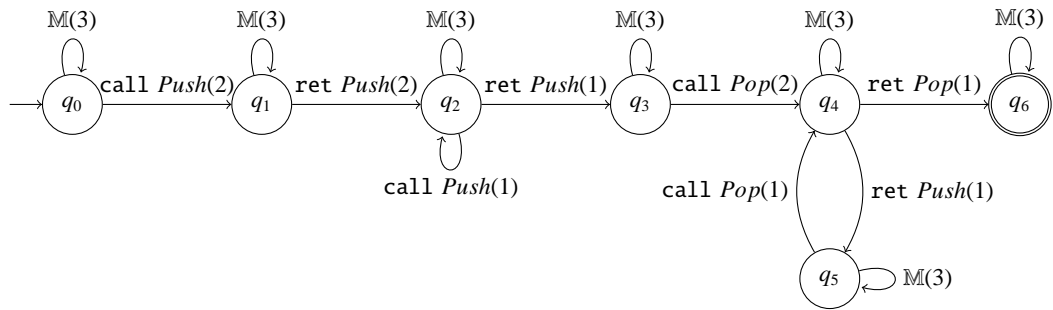 𝕄(3) 𝕄(3) 𝕄(3) 𝕄(3) 𝕄(3) 𝕄(3)
q₀ call Push(2) q₁ ret Push(2) q₂ ret Push(1) q₃ call Pop(2) q₄ ret Pop(1) q₆
call Push(1) call Pop(1) ret Push(1)
q₅ 𝕄(3)